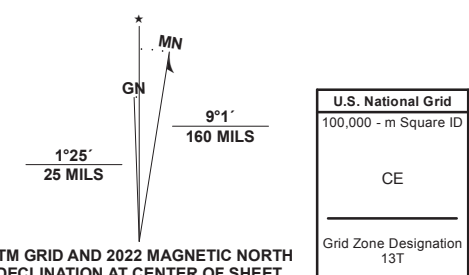 ★
MN
GN
9°1´
160 MILS
1°25´
25 MILS
TM GRID AND 2022 MAGNETIC NORTH
DECLINATION AT CENTER OF SHEET
U.S. National Grid
100,000 - m Square ID
CE
Grid Zone Designation
13T